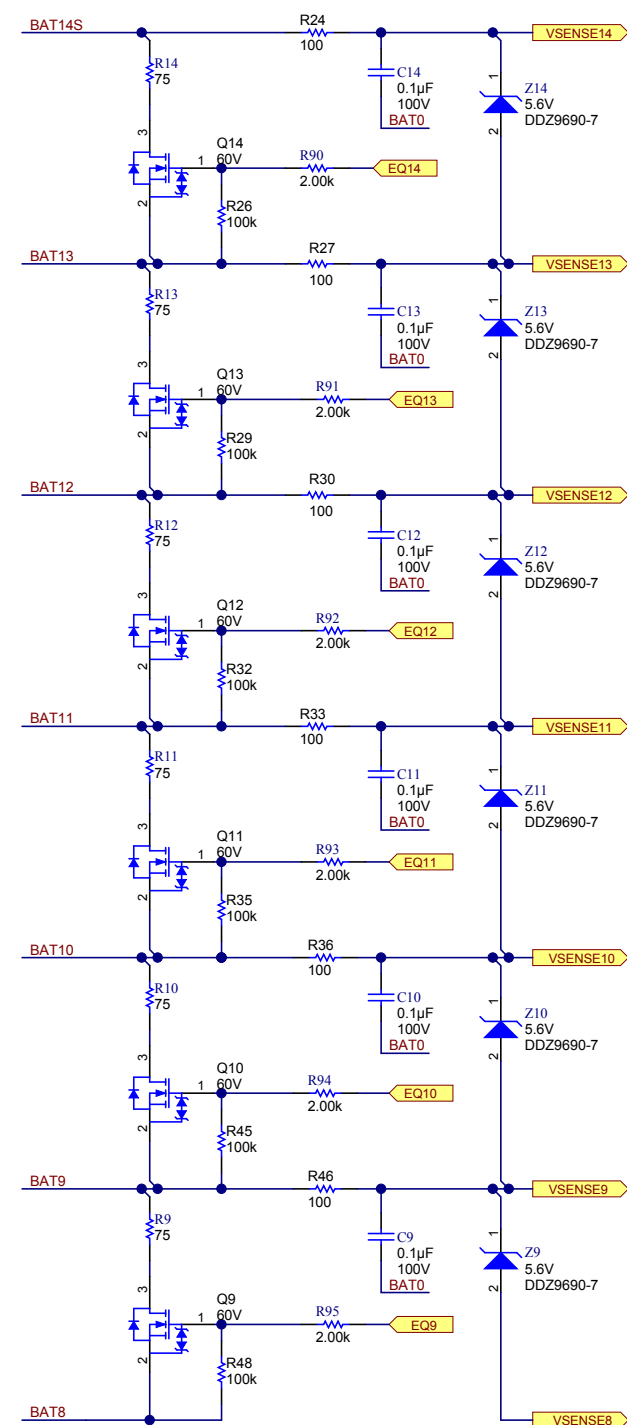 R24
BAT14S
VSENSE14
100
R14
75
C14
0.1µF
100V
BAT0
1
Z14
5.6V
DDZ9690-7
2
3
Q14
60V
1
R90
2.00k
EQ14
2
R26
100k
BAT13
R27
100
VSENSE13
R13
75
C13
0.1µF
100V
BAT0
1
Z13
5.6V
DDZ9690-7
2
3
Q13
60V
1
R91
2.00k
EQ13
2
R29
100k
BAT12
R30
100
VSENSE12
R12
75
C12
0.1µF
100V
BAT0
1
Z12
5.6V
DDZ9690-7
2
3
Q12
60V
1
R92
2.00k
EQ12
2
R32
100k
BAT11
R33
100
VSENSE11
R11
75
C11
0.1µF
100V
BAT0
1
Z11
5.6V
DDZ9690-7
2
3
Q11
60V
1
R93
2.00k
EQ11
2
R35
100k
BAT10
R36
100
VSENSE10
R10
75
C10
0.1µF
100V
BAT0
1
Z10
5.6V
DDZ9690-7
2
3
Q10
60V
1
R94
2.00k
EQ10
2
R45
100k
BAT9
R46
100
VSENSE9
R9
75
C9
0.1µF
100V
BAT0
1
Z9
5.6V
DDZ9690-7
2
3
Q9
60V
1
R95
2.00k
EQ9
2
R48
100k
BAT8
VSENSE8